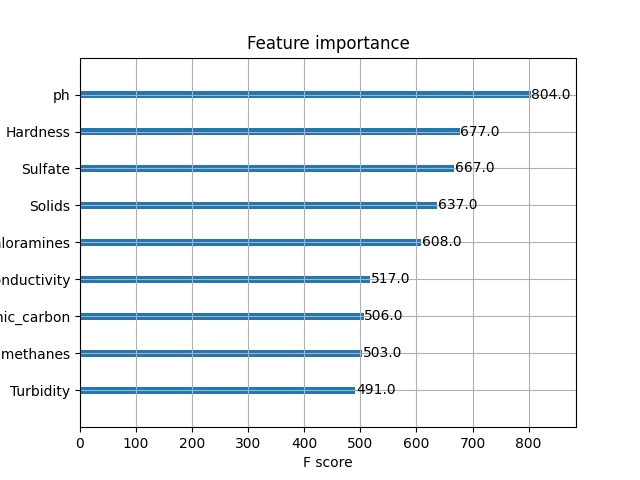 Feature importance
ph 804.0
Hardness 677.0
Sulfate 667.0
Solids 637.0
loramines 608.0
nductivity 517.0
nic_carbon 506.0
methanes 503.0
Turbidity 491.0
0 100 200 300 400 500 600 700 800
F score